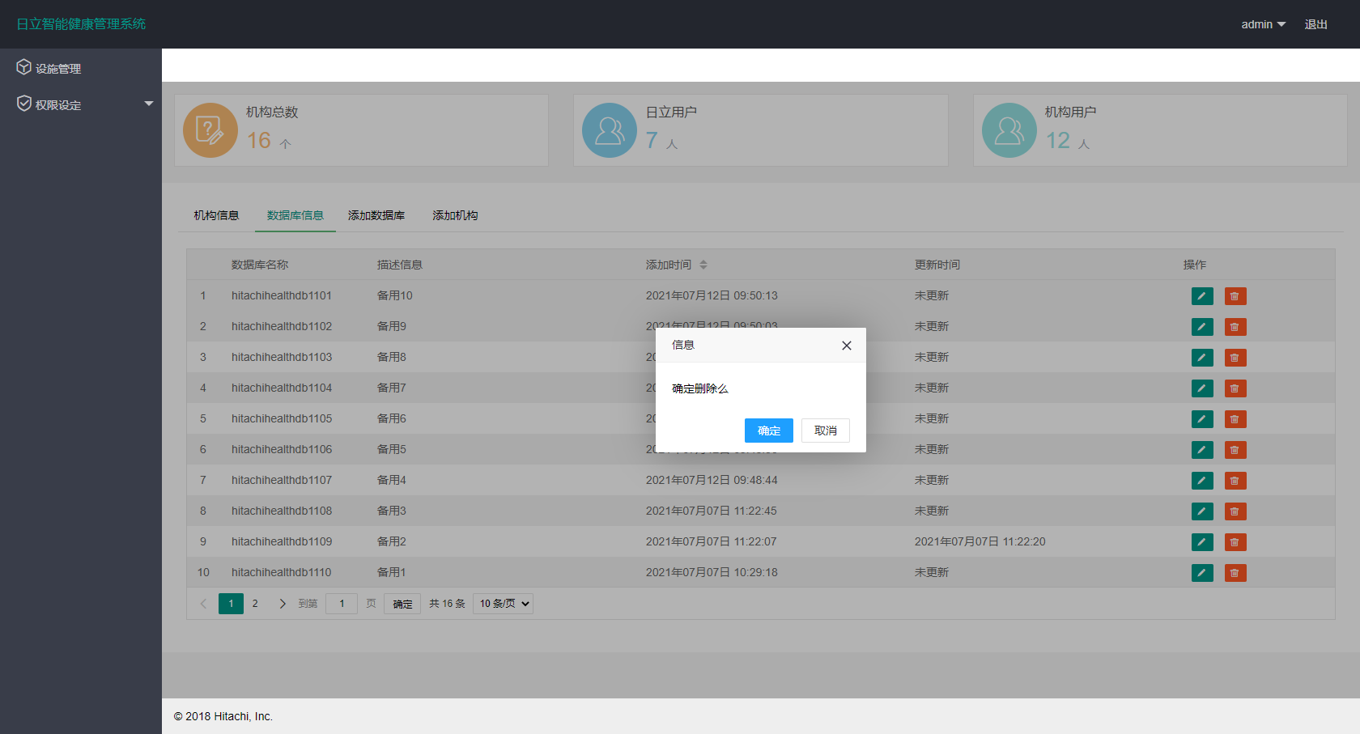 日立智能健康管理系统
admin 退出
设施管理
权限设定
机构总数
16 个
日立用户
7 人
机构用户
12 人
机构信息 数据库信息 添加数据库 添加机构
数据库名称 描述信息 添加时间 更新时间 操作
1 hitachihealthdb1101 备用10 2021年07月12日 09:50:13 未更新
2 hitachihealthdb1102 备用9 2021年07月12日 09:50:03 未更新
3 hitachihealthdb1103 备用8 未更新
4 hitachihealthdb1104 备用7 未更新
5 hitachihealthdb1105 备用6 未更新
6 hitachihealthdb1106 备用5 未更新
7 hitachihealthdb1107 备用4 2021年07月12日 09:48:44 未更新
8 hitachihealthdb1108 备用3 2021年07月07日 11:22:45 未更新
9 hitachihealthdb1109 备用2 2021年07月07日 11:22:07 2021年07月07日 11:22:20
10 hitachihealthdb1110 备用1 2021年07月07日 10:29:18 未更新
1 2 到第 1 页 确定 共 16 条 10 条/页
信息
确定删除么
确定 取消
© 2018 Hitachi, Inc.